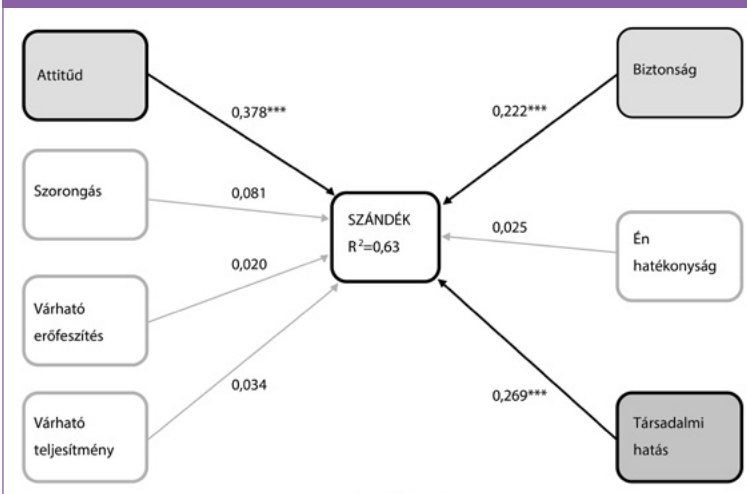 Attitűd
Biztonság
0,378***
0,222***
Szorongás
0,081
SZÁNDÉK
R²=0,63
0,025
Én
hatékonyság
Várható
erőfeszítés
0,020
0,034
0,269***
Várható
teljesítmény
Társadalmi
hatás